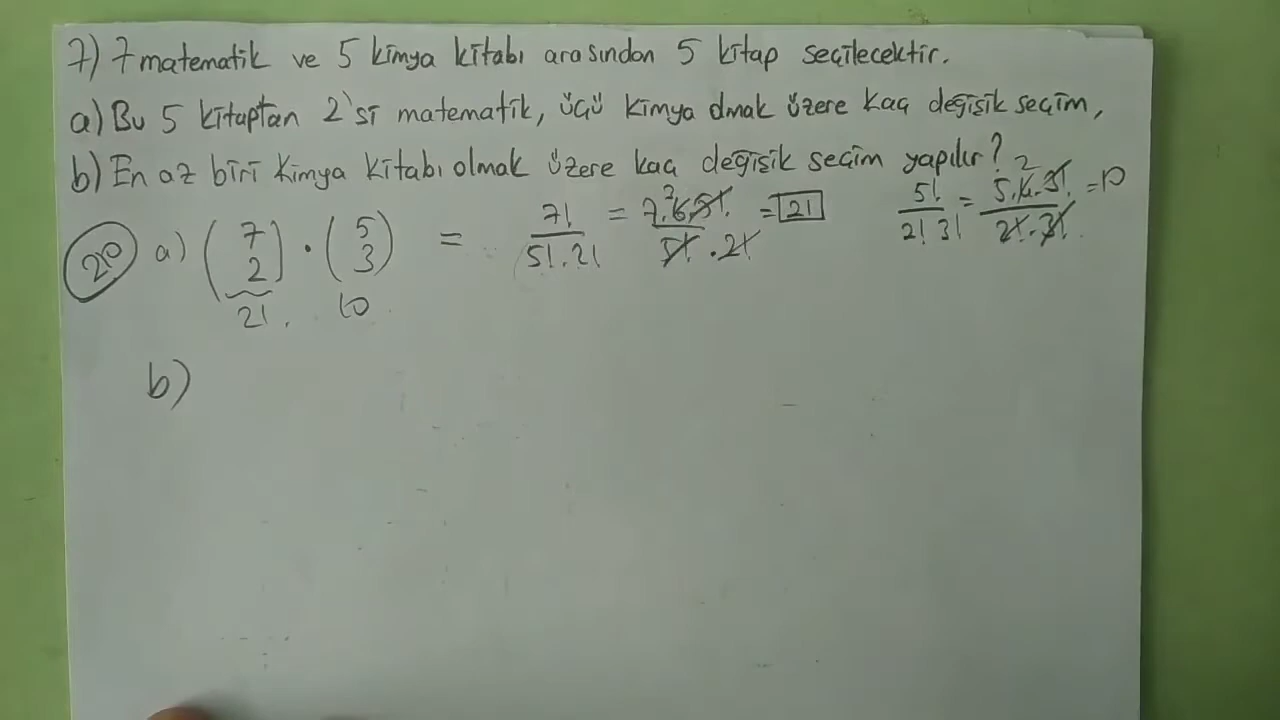 7) 7 matematik ve 5 kimya kitabı arasından 5 kitap seçilecektir.
a) Bu 5 kitaptan 2'si matematik, üçü kimya olmak üzere kaç değişik seçim,
b) En az biri kimya kitabı olmak üzere kaç değişik seçim yapılır?
a) (7 2) · (5 3) = 7! / 5!.2! = 7.6.5! / 5!.2! = 21
5! / 2! 3! = 5.4.3! / 2!.3! = 10
21 . 10
b)